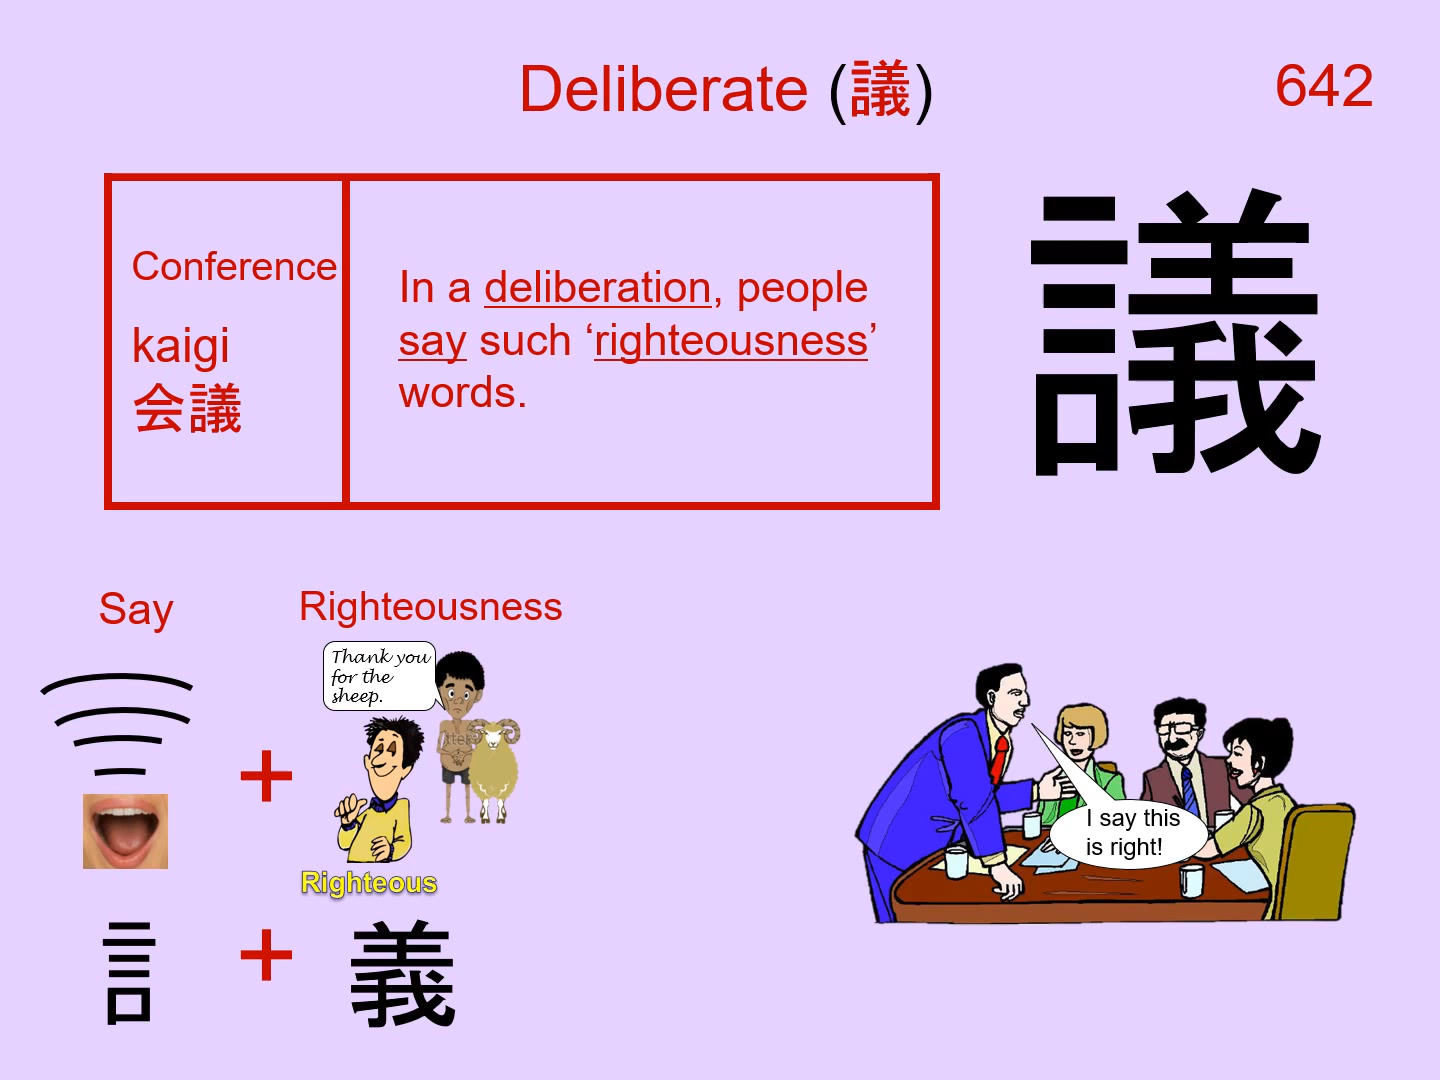 Deliberate (議)
642
Conference
kaigi
会議
In a deliberation, people
say such ‘righteousness’
words.
議
Say
Righteousness
Thank you
for the
sheep.
Righteous
+
I say this
is right!
訁 + 義